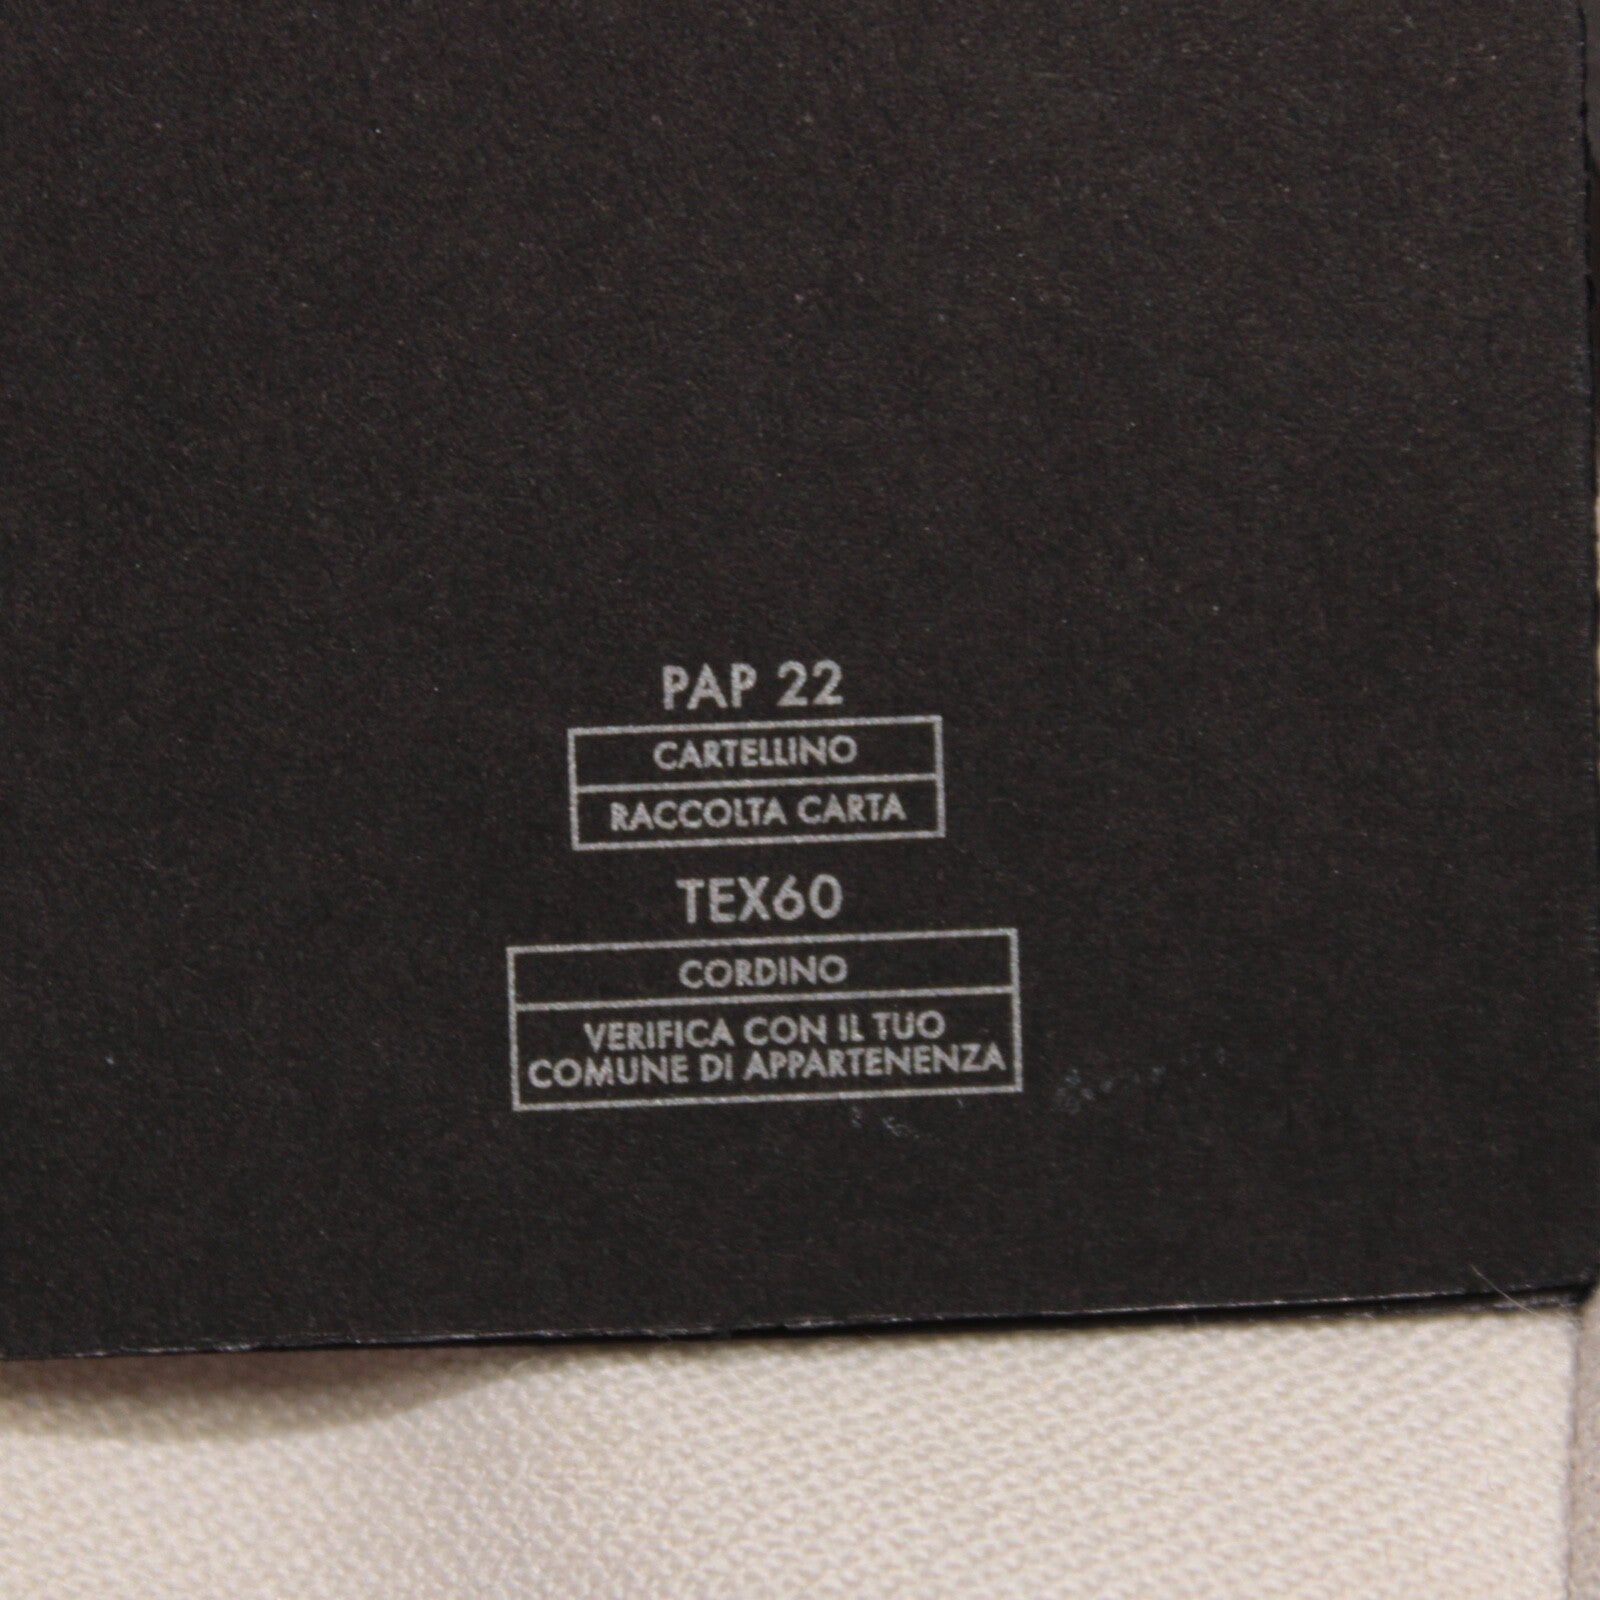 PAP 22
CARTELLINO
RACCOLTA CARTA
TEX60
CORDINO
VERIFICA CON IL TUO
COMUNE DI APPARTENENZA